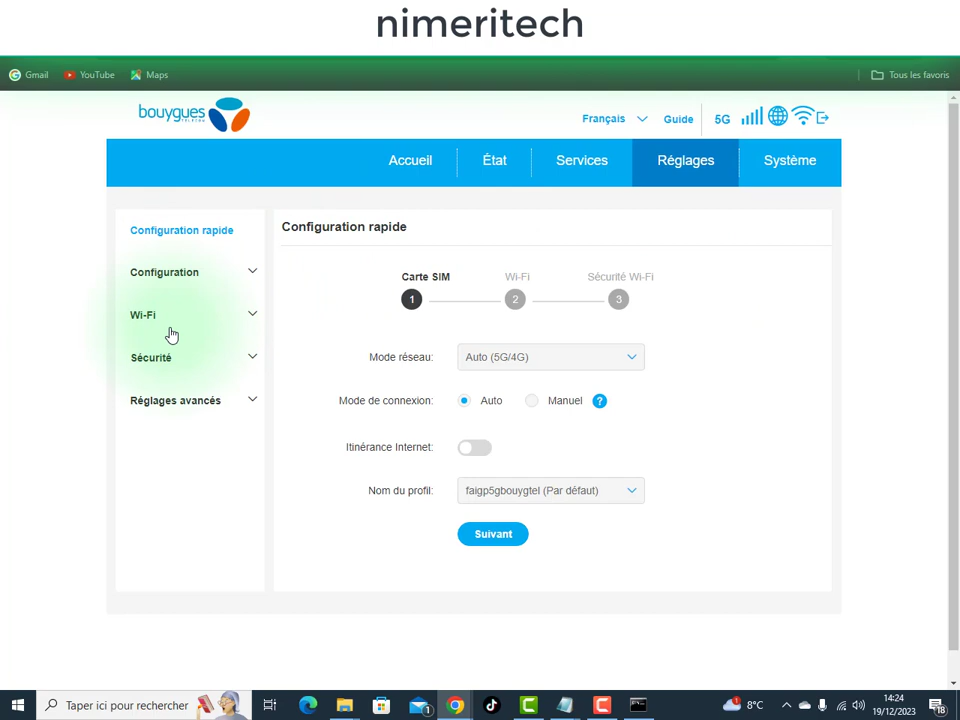 nimeritech
Gmail YouTube Maps Tous les favoris
bouygues
TELECOM
Français Guide 5G
Accueil État Services Réglages Système
Configuration rapide
Configuration
Wi-Fi
Sécurité
Réglages avancés
Configuration rapide
Carte SIM Wi-Fi Sécurité Wi-Fi
1 2 3
Mode réseau: Auto (5G/4G)
Mode de connexion: Auto Manuel ?
Itinérance Internet:
Nom du profil: faigp5gbouygtel (Par défaut)
Suivant
Taper ici pour rechercher
1
8°C
14:24
19/12/2023
18